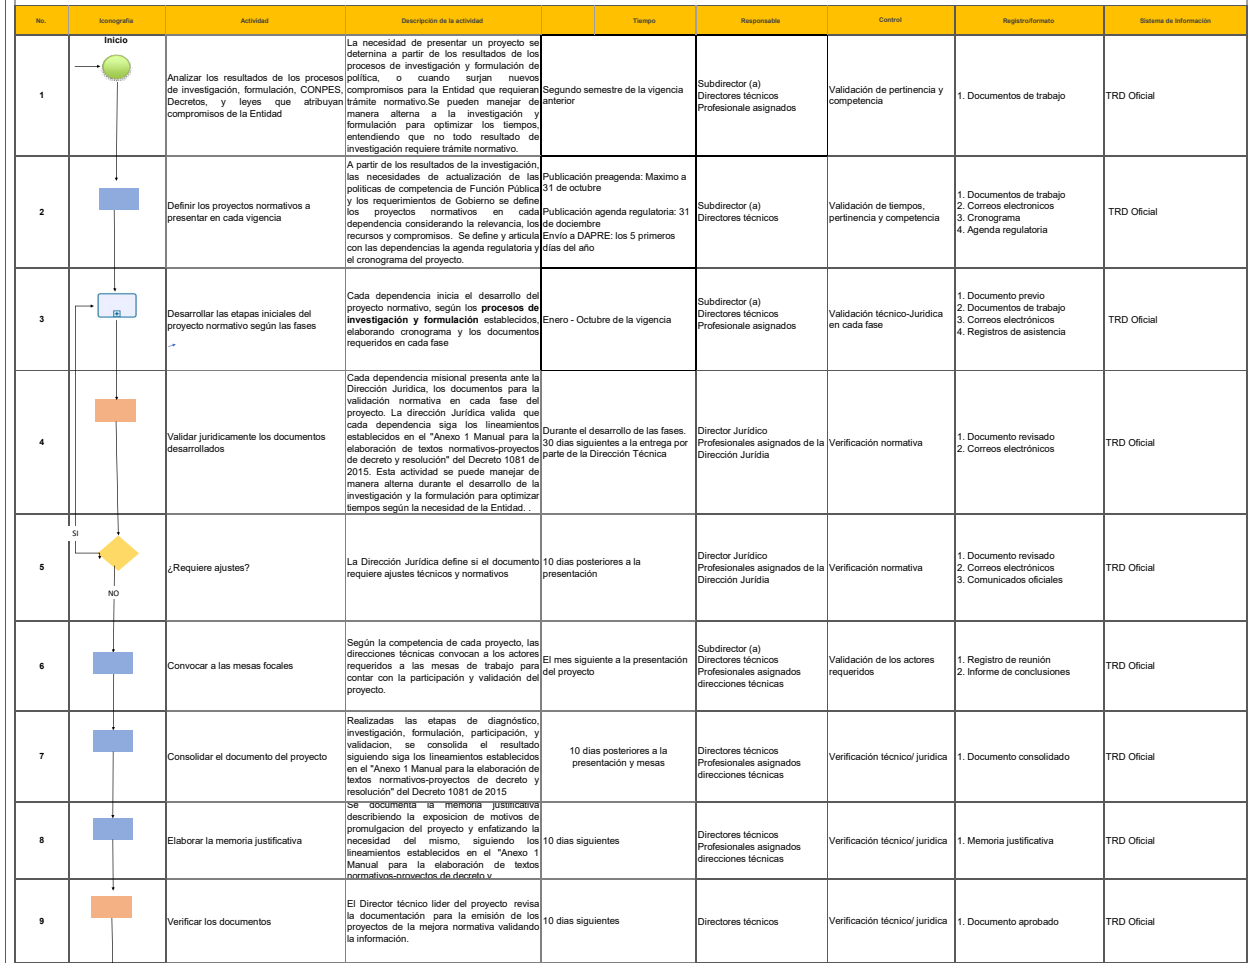 No. Iconografía Actividad Descripción de la actividad Tiempo Responsable Control Registro/formato Sistema de Información
1
Inicio
Analizar los resultados de los procesos
de investigación, formulación, CONPES,
Decretos, y leyes que atribuyan
compromisos de la Entidad
La necesidad de presentar un proyecto se
deternina a partir de los resultados de los
procesos de investigación y formulación de
política, o cuando surjan nuevos
compromisos para la Entidad que requieran
trámite normativo.Se pueden manejar de
manera alterna a la investigación y
formulación para optimizar los tiempos,
entendiendo que no todo resultado de
investigación requiere trámite normativo.
Segundo semestre de la vigencia
anterior
Subdirector (a)
Directores técnicos
Profesionale asignados
Validación de pertinencia y
competencia
1. Documentos de trabajo
TRD Oficial
2
Definir los proyectos normativos a
presentar en cada vigencia
A partir de los resultados de la investigación,
las necesidades de actualización de las
politicas de competencia de Función Pública
y los requerimientos de Gobierno se define
los proyectos normativos en cada
dependencia considerando la relevancia, los
recursos y compromisos. Se define y articula
con las dependencias la agenda regulatoria y
el cronograma del proyecto.
Publicación preagenda: Maximo a
31 de octubre
Publicación agenda regulatoria: 31
de dociembre
Envío a DAPRE: los 5 primeros
días del año
Subdirector (a)
Directores técnicos
Validación de tiempos,
pertinencia y competencia
1. Documentos de trabajo
2. Correos electronicos
3. Cronograma
4. Agenda regulatoria
TRD Oficial
3
Desarrollar las etapas iniciales del
proyecto normativo según las fases
Cada dependencia inicia el desarrollo del
proyecto normativo, según los procesos de
investigación y formulación establecidos,
elaborando cronograma y los documentos
requeridos en cada fase
Enero - Octubre de la vigencia
Subdirector (a)
Directores técnicos
Profesionale asignados
Validación técnico-Juridica
en cada fase
1. Documento previo
2. Documentos de trabajo
3. Correos electrónicos
4. Registros de asistencia
TRD Oficial
4
Validar juridicamente los documentos
desarrollados
Cada dependencia misional presenta ante la
Dirección Juridica, los documentos para la
validación normativa en cada fase del
proyecto. La dirección Jurídica valida que
cada dependencia siga los lineamientos
establecidos en el "Anexo 1 Manual para la
elaboración de textos normativos-proyectos
de decreto y resolución" del Decreto 1081 de
2015. Esta actividad se puede manejar de
manera alterna durante el desarrollo de la
investigación y la formulación para optimizar
tiempos según la necesidad de la Entidad. .
Durante el desarrollo de las fases.
30 dias siguientes a la entrega por
parte de la Dirección Técnica
Director Jurídico
Profesionales asignados de la
Dirección Jurídia
Verificación normativa
1. Documento revisado
2. Correos electrónicos
TRD Oficial
5
SI
NO
¿Requiere ajustes?
La Dirección Jurídica define si el documento
requiere ajustes técnicos y normativos
10 dias posteriores a la
presentación
Director Jurídico
Profesionales asignados de la
Dirección Jurídia
Verificación normativa
1. Documento revisado
2. Correos electrónicos
3. Comunicados oficiales
TRD Oficial
6
Convocar a las mesas focales
Según la competencia de cada proyecto, las
direcciones técnicas convocan a los actores
requeridos a las mesas de trabajo para
contar con la participación y validación del
proyecto.
El mes siguiente a la presentación
del proyecto
Subdirector (a)
Directores técnicos
Profesionales asignados
direcciones técnicas
Validación de los actores
requeridos
1. Registro de reunión
2. Informe de conclusiones
TRD Oficial
7
Consolidar el documento del proyecto
Realizadas las etapas de diagnóstico,
investigación, formulación, participación, y
validacion, se consolida el resultado
siguiendo siga los lineamientos establecidos
en el "Anexo 1 Manual para la elaboración de
textos normativos-proyectos de decreto y
resolución" del Decreto 1081 de 2015
10 dias posteriores a la
presentación y mesas
Directores técnicos
Profesionales asignados
direcciones técnicas
Verificación técnico/ juridica
1. Documento consolidado
TRD Oficial
8
Elaborar la memoria justificativa
Se documenta la memoria justificativa
describiendo la exposicion de motivos de
promulgacion del proyecto y enfatizando la
necesidad del mismo, siguiendo los
lineamientos establecidos en el "Anexo 1
Manual para la elaboración de textos
normativos-proyectos de decreto y
10 dias siguientes
Directores técnicos
Profesionales asignados
direcciones técnicas
Verificación técnico/ juridica
1. Memoria justificativa
TRD Oficial
9
Verificar los documentos
El Director técnico lider del proyecto revisa
la documentación para la emisión de los
proyectos de la mejora normativa validando
la información.
10 dias siguientes
Directores técnicos
Verificación técnico/ juridica
1. Documento aprobado
TRD Oficial